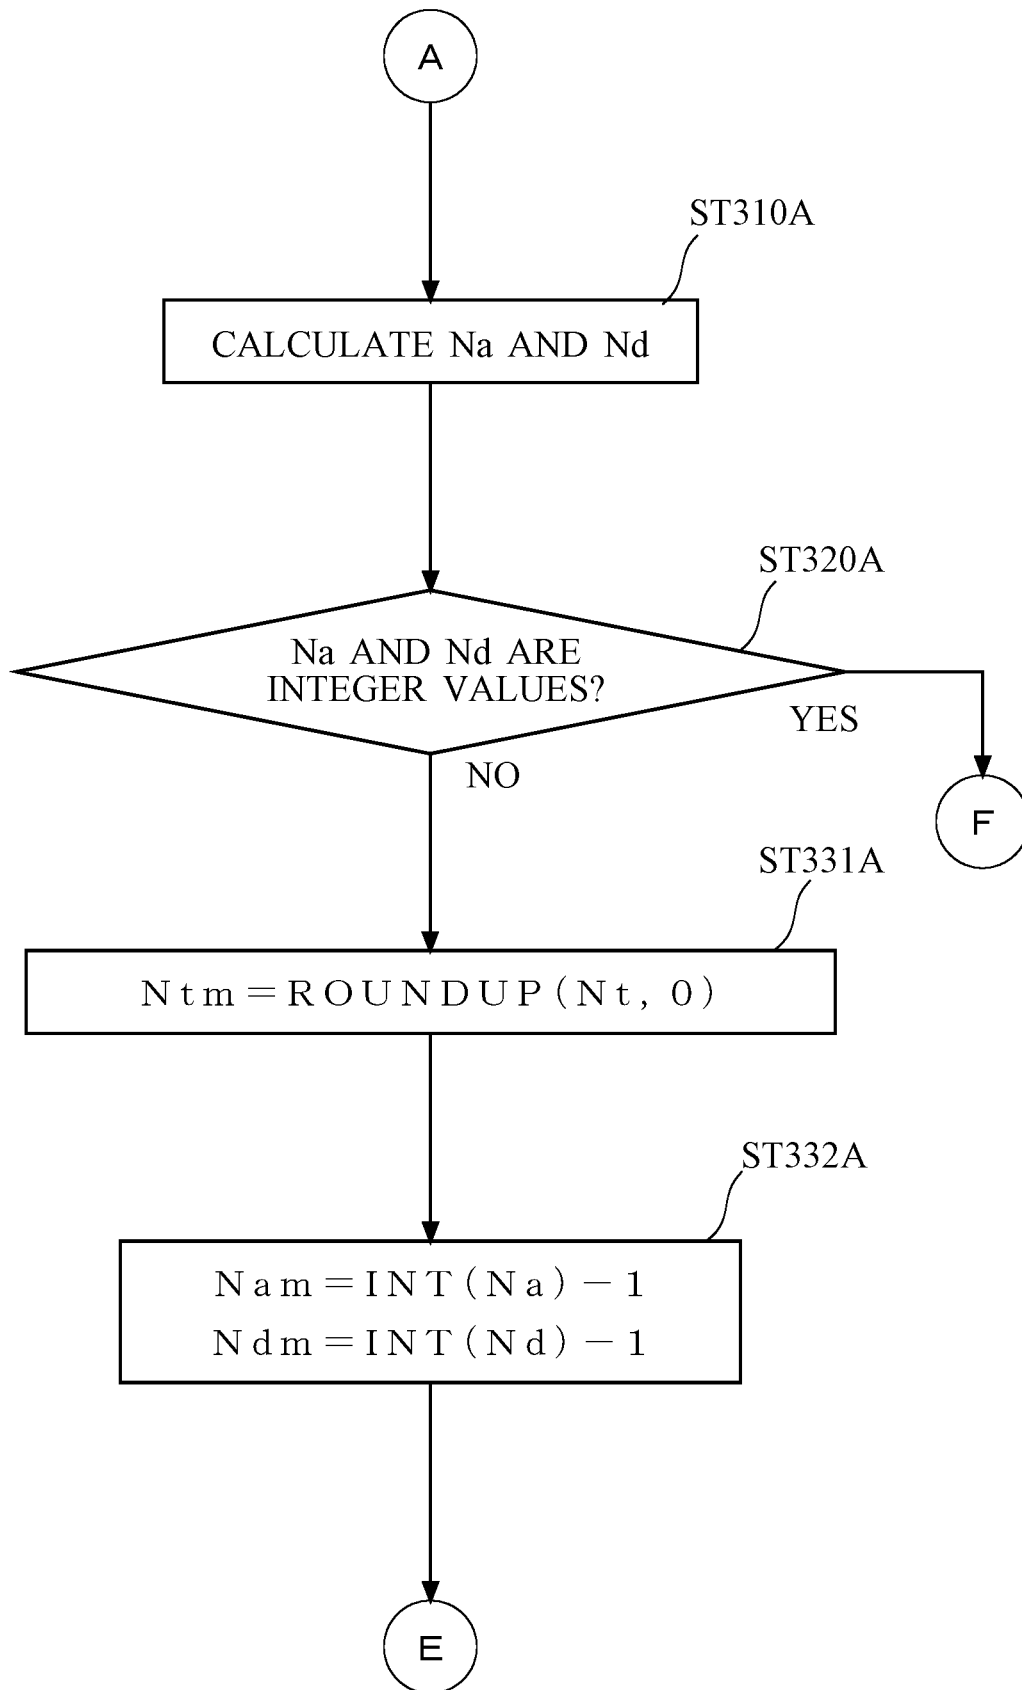 A
ST310A
CALCULATE Na AND Nd
ST320A
Na AND Nd ARE
INTEGER VALUES?
YES
NO
F
ST331A
Ntm=ROUNDUP(Nt, 0)
ST332A
Nam=INT(Na)-1
Ndm=INT(Nd)-1
E